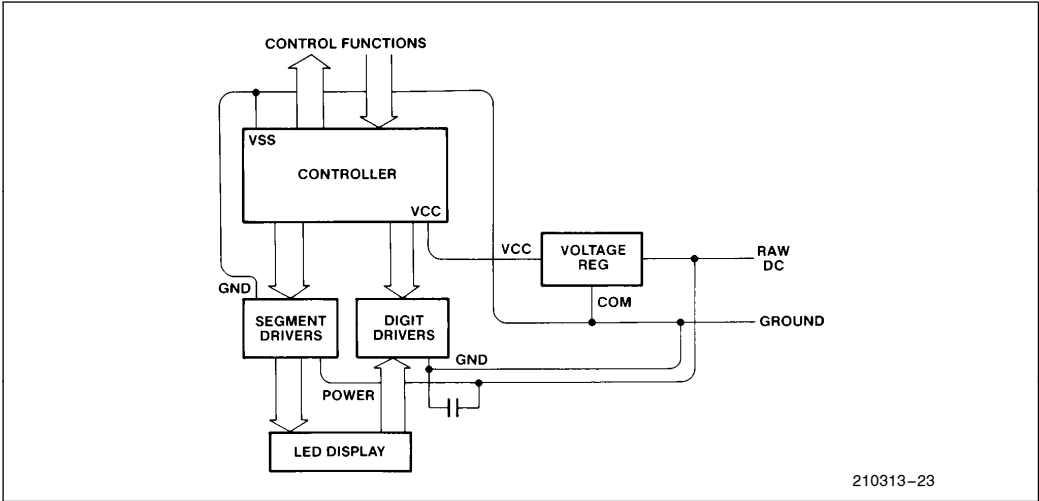 CONTROL FUNCTIONS
VSS
CONTROLLER
VCC
VCC
VOLTAGE
REG
RAW
DC
COM
GND
SEGMENT
DRIVERS
DIGIT
DRIVERS
GROUND
GND
POWER
LED DISPLAY
210313–23